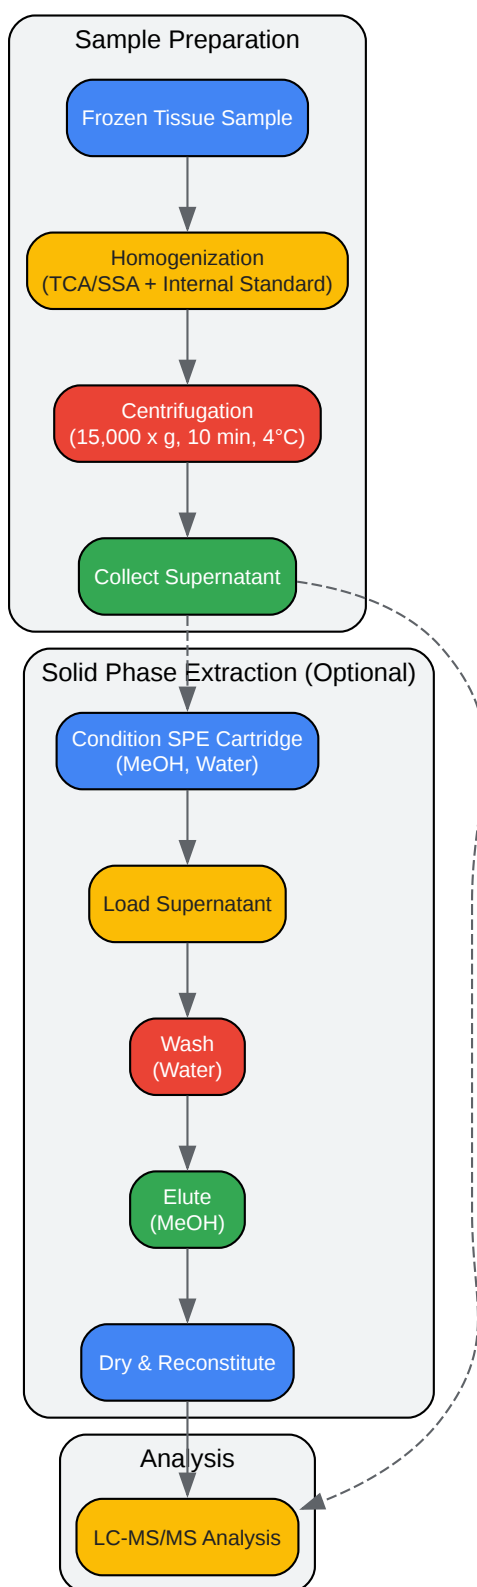 Sample Preparation
Frozen Tissue Sample
Homogenization
(TCA/SSA + Internal Standard)
Centrifugation
(15,000 x g, 10 min, 4°C)
Collect Supernatant
Solid Phase Extraction (Optional)
Condition SPE Cartridge
(MeOH, Water)
Load Supernatant
Wash
(Water)
Elute
(MeOH)
Dry & Reconstitute
Analysis
LC-MS/MS Analysis